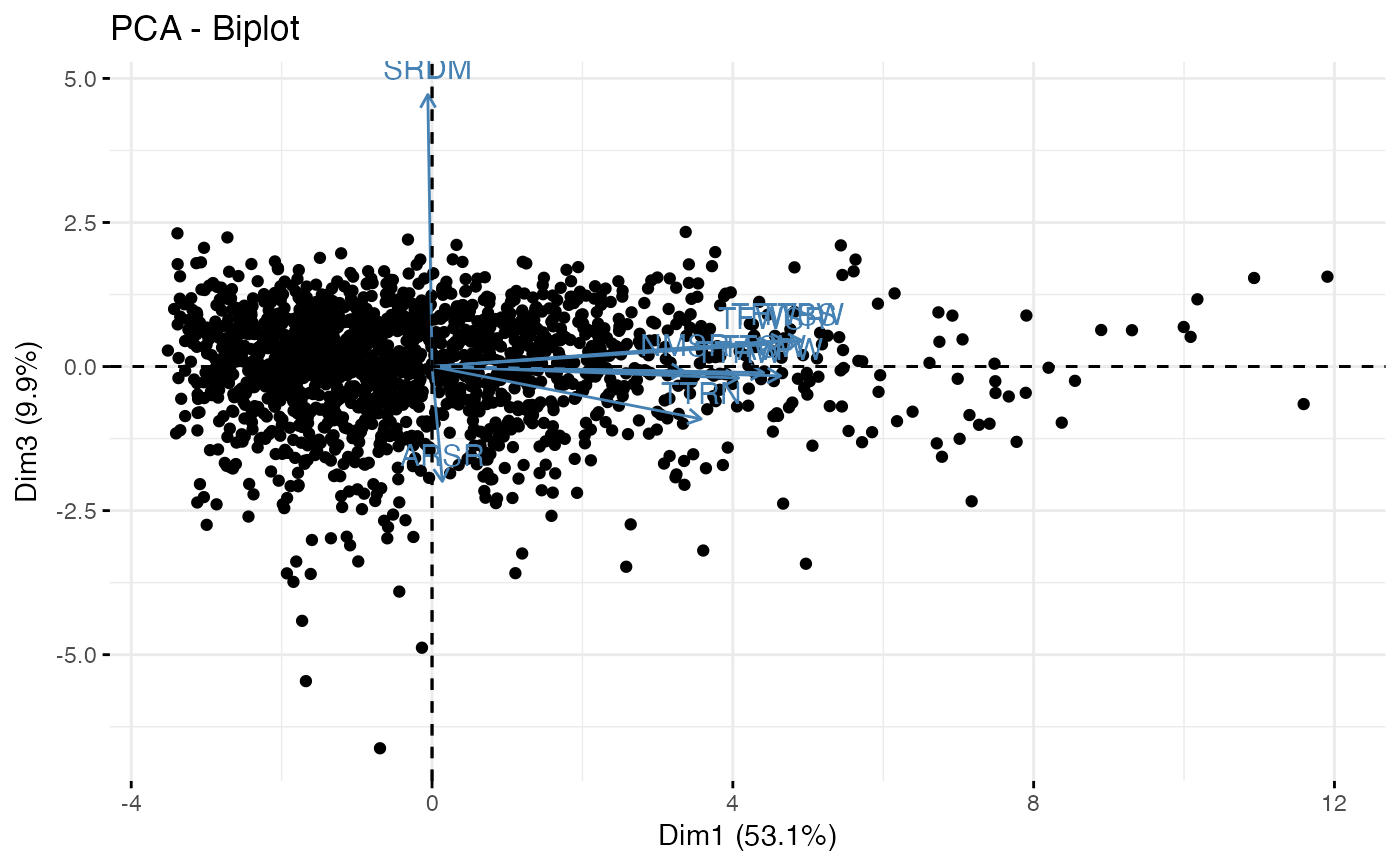 PCA - Biplot
SRDM
5.0
2.5
0.0
-2.5
-5.0
NMSR
TTRN
ARSR
-4
0
4
8
12
Dim1 (53.1%)
Dim3 (9.9%)